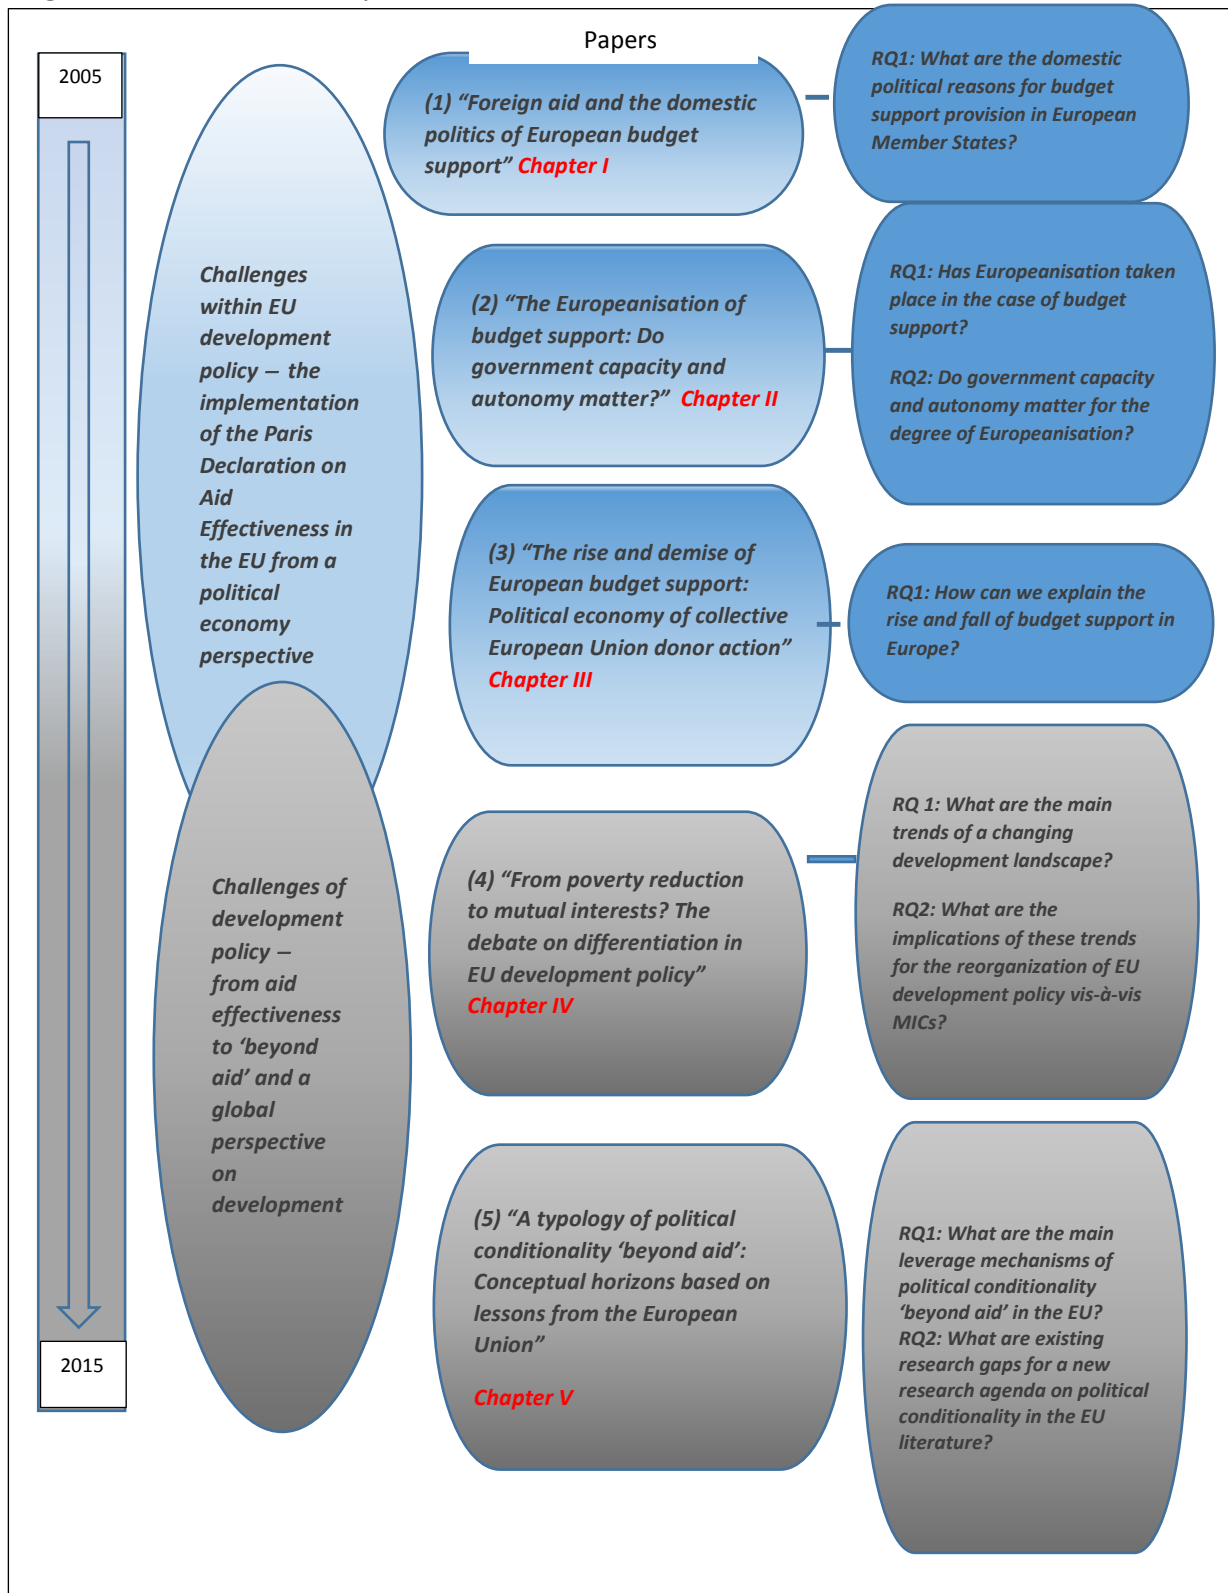 Papers
2005
Challenges
within EU
development
policy – the
implementation
of the Paris
Declaration on
Aid
Effectiveness in
the EU from a
political
economy
perspective
Challenges of
development
policy –
from aid
effectiveness
to ‘beyond
aid’ and a
global
perspective
on
development
2015
(1) “Foreign aid and the domestic
politics of European budget
support” Chapter I
RQ1: What are the domestic
political reasons for budget
support provision in European
Member States?
(2) “The Europeanisation of
budget support: Do
government capacity and
autonomy matter?” Chapter II
RQ1: Has Europeanisation taken
place in the case of budget
support?
RQ2: Do government capacity
and autonomy matter for the
degree of Europeanisation?
(3) “The rise and demise of
European budget support:
Political economy of collective
European Union donor action”
Chapter III
RQ1: How can we explain the
rise and fall of budget support in
Europe?
(4) “From poverty reduction
to mutual interests? The
debate on differentiation in
EU development policy”
Chapter IV
RQ 1: What are the main
trends of a changing
development landscape?
RQ2: What are the
implications of these trends
for the reorganization of EU
development policy vis-à-vis
MICs?
(5) “A typology of political
conditionality ‘beyond aid’:
Conceptual horizons based on
lessons from the European
Union”
Chapter V
RQ1: What are the main
leverage mechanisms of
political conditionality
‘beyond aid’ in the EU?
RQ2: What are existing
research gaps for a new
research agenda on political
conditionality in the EU
literature?